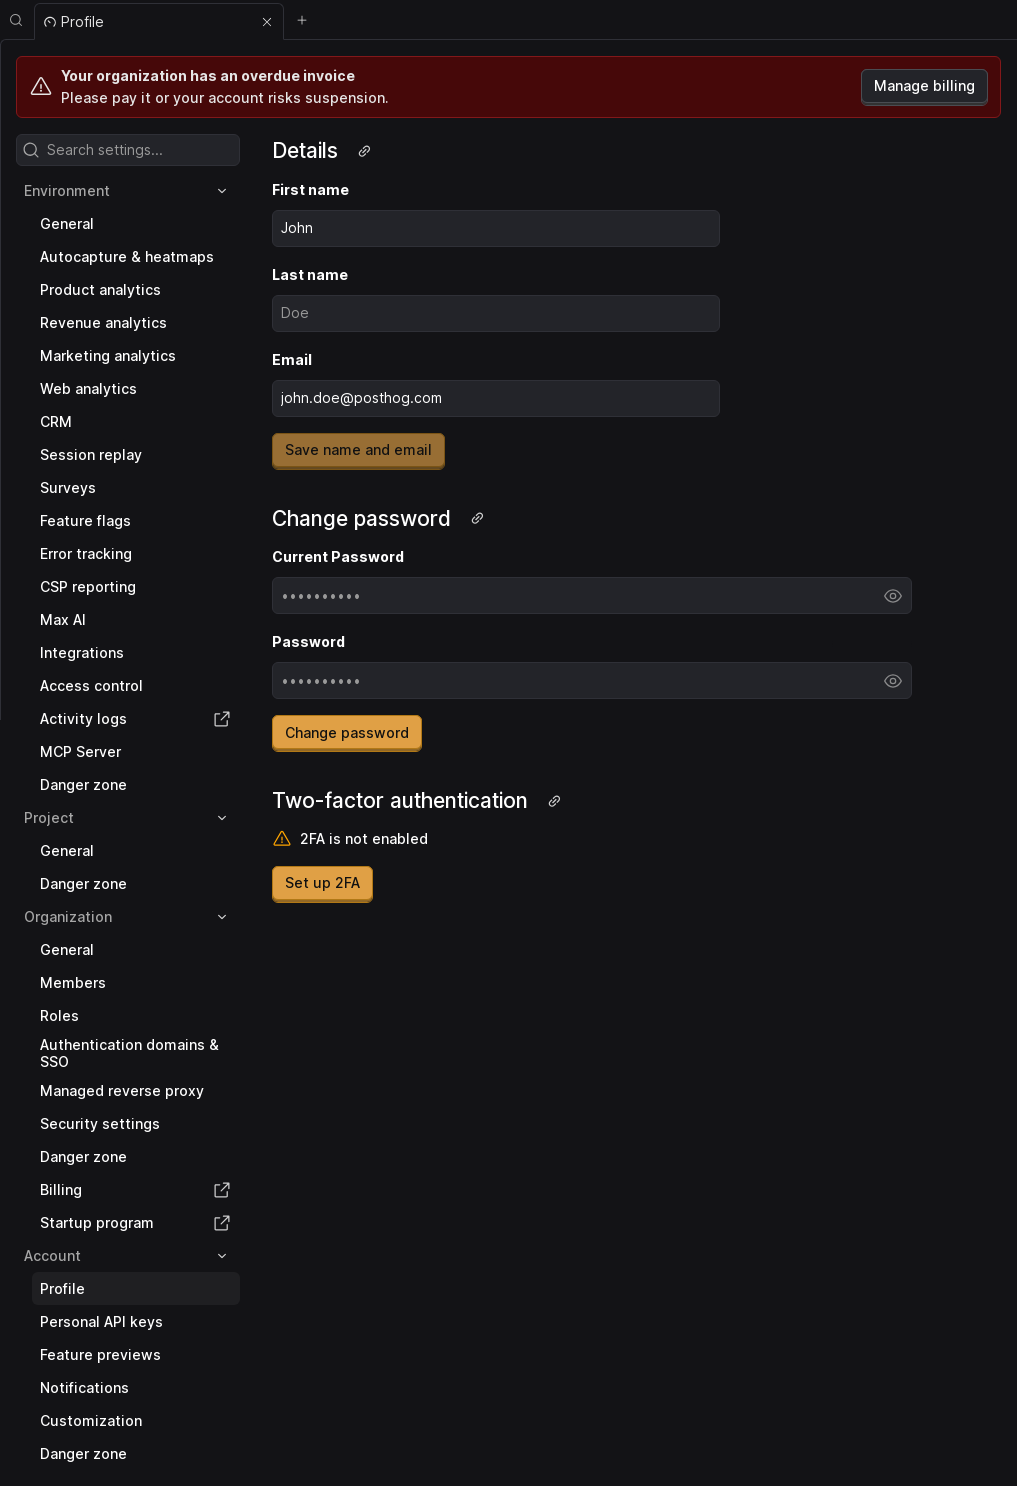 Profile
Your organization has an overdue invoice
Please pay it or your account risks suspension.
Manage billing
Search settings...
Environment
General
Autocapture & heatmaps
Product analytics
Revenue analytics
Marketing analytics
Web analytics
CRM
Session replay
Surveys
Feature flags
Error tracking
CSP reporting
Max AI
Integrations
Access control
Activity logs
MCP Server
Danger zone
Project
General
Danger zone
Organization
General
Members
Roles
Authentication domains &
SSO
Managed reverse proxy
Security settings
Danger zone
Billing
Startup program
Account
Profile
Personal API keys
Feature previews
Notifications
Customization
Danger zone
Details
First name
John
Last name
Doe
Email
john.doe@posthog.com
Save name and email
Change password
Current Password
••••••••••
Password
••••••••••
Change password
Two-factor authentication
2FA is not enabled
Set up 2FA